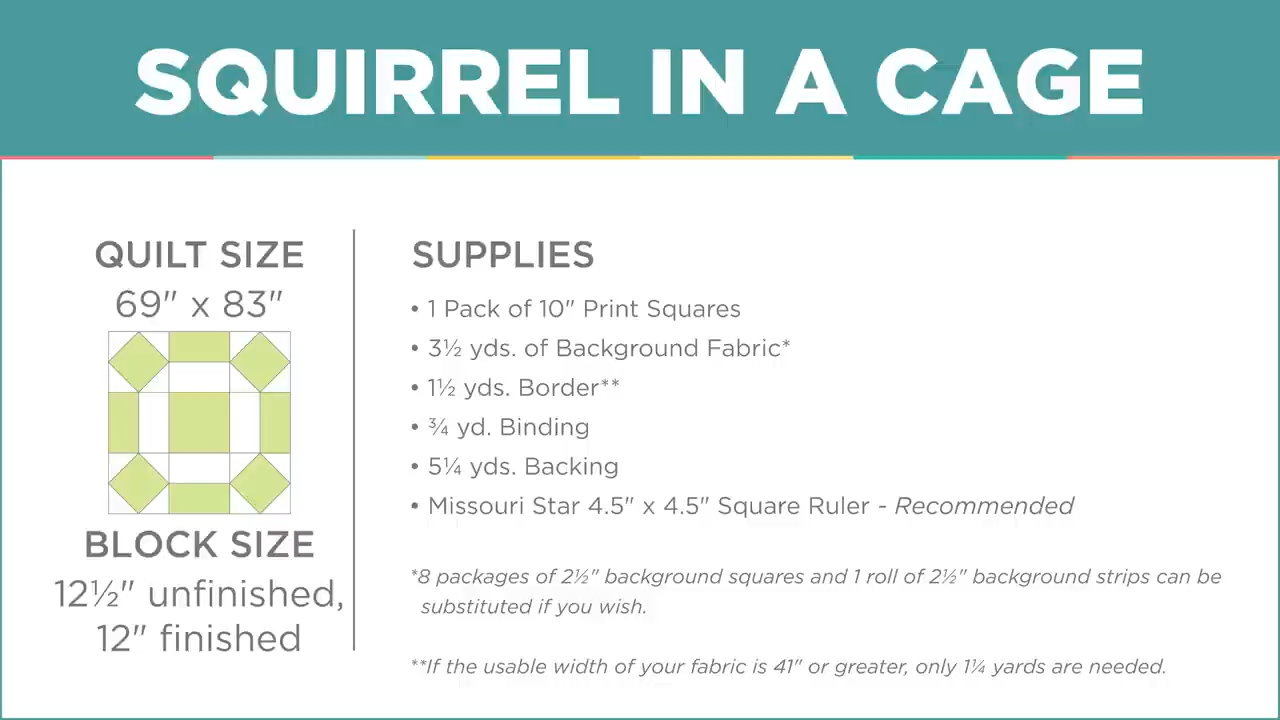 SQUIRREL IN A CAGE
QUILT SIZE
69" x 83"
BLOCK SIZE
12½" unfinished,
12" finished
SUPPLIES
• 1 Pack of 10" Print Squares
• 3½ yds. of Background Fabric*
• 1½ yds. Border**
• ¾ yd. Binding
• 5¼ yds. Backing
• Missouri Star 4.5" x 4.5" Square Ruler - Recommended
*8 packages of 2½" background squares and 1 roll of 2½" background strips can be
substituted if you wish.
**If the usable width of your fabric is 41" or greater, only 1¼ yards are needed.